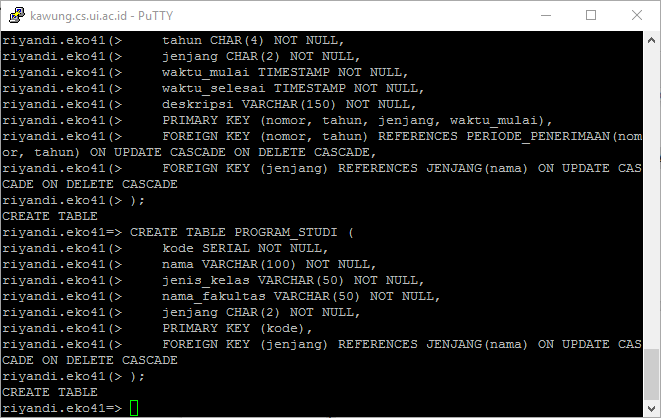 kawung.cs.ui.ac.id - PuTTY
riyandi.eko41(>     tahun CHAR(4) NOT NULL,
riyandi.eko41(>     jenjang CHAR(2) NOT NULL,
riyandi.eko41(>     waktu_mulai TIMESTAMP NOT NULL,
riyandi.eko41(>     waktu_selesai TIMESTAMP NOT NULL,
riyandi.eko41(>     deskripsi VARCHAR(150) NOT NULL,
riyandi.eko41(>     PRIMARY KEY (nomor, tahun, jenjang, waktu_mulai),
riyandi.eko41(>     FOREIGN KEY (nomor, tahun) REFERENCES PERIODE_PENERIMAAN(nom
or, tahun) ON UPDATE CASCADE ON DELETE CASCADE,
riyandi.eko41(>     FOREIGN KEY (jenjang) REFERENCES JENJANG(nama) ON UPDATE CAS
CADE ON DELETE CASCADE
riyandi.eko41(> );
CREATE TABLE
riyandi.eko41=> CREATE TABLE PROGRAM_STUDI (
riyandi.eko41(>     kode SERIAL NOT NULL,
riyandi.eko41(>     nama VARCHAR(100) NOT NULL,
riyandi.eko41(>     jenis_kelas VARCHAR(50) NOT NULL,
riyandi.eko41(>     nama_fakultas VARCHAR(50) NOT NULL,
riyandi.eko41(>     jenjang CHAR(2) NOT NULL,
riyandi.eko41(>     PRIMARY KEY (kode),
riyandi.eko41(>     FOREIGN KEY (jenjang) REFERENCES JENJANG(nama) ON UPDATE CAS
CADE ON DELETE CASCADE
riyandi.eko41(> );
CREATE TABLE
riyandi.eko41=>